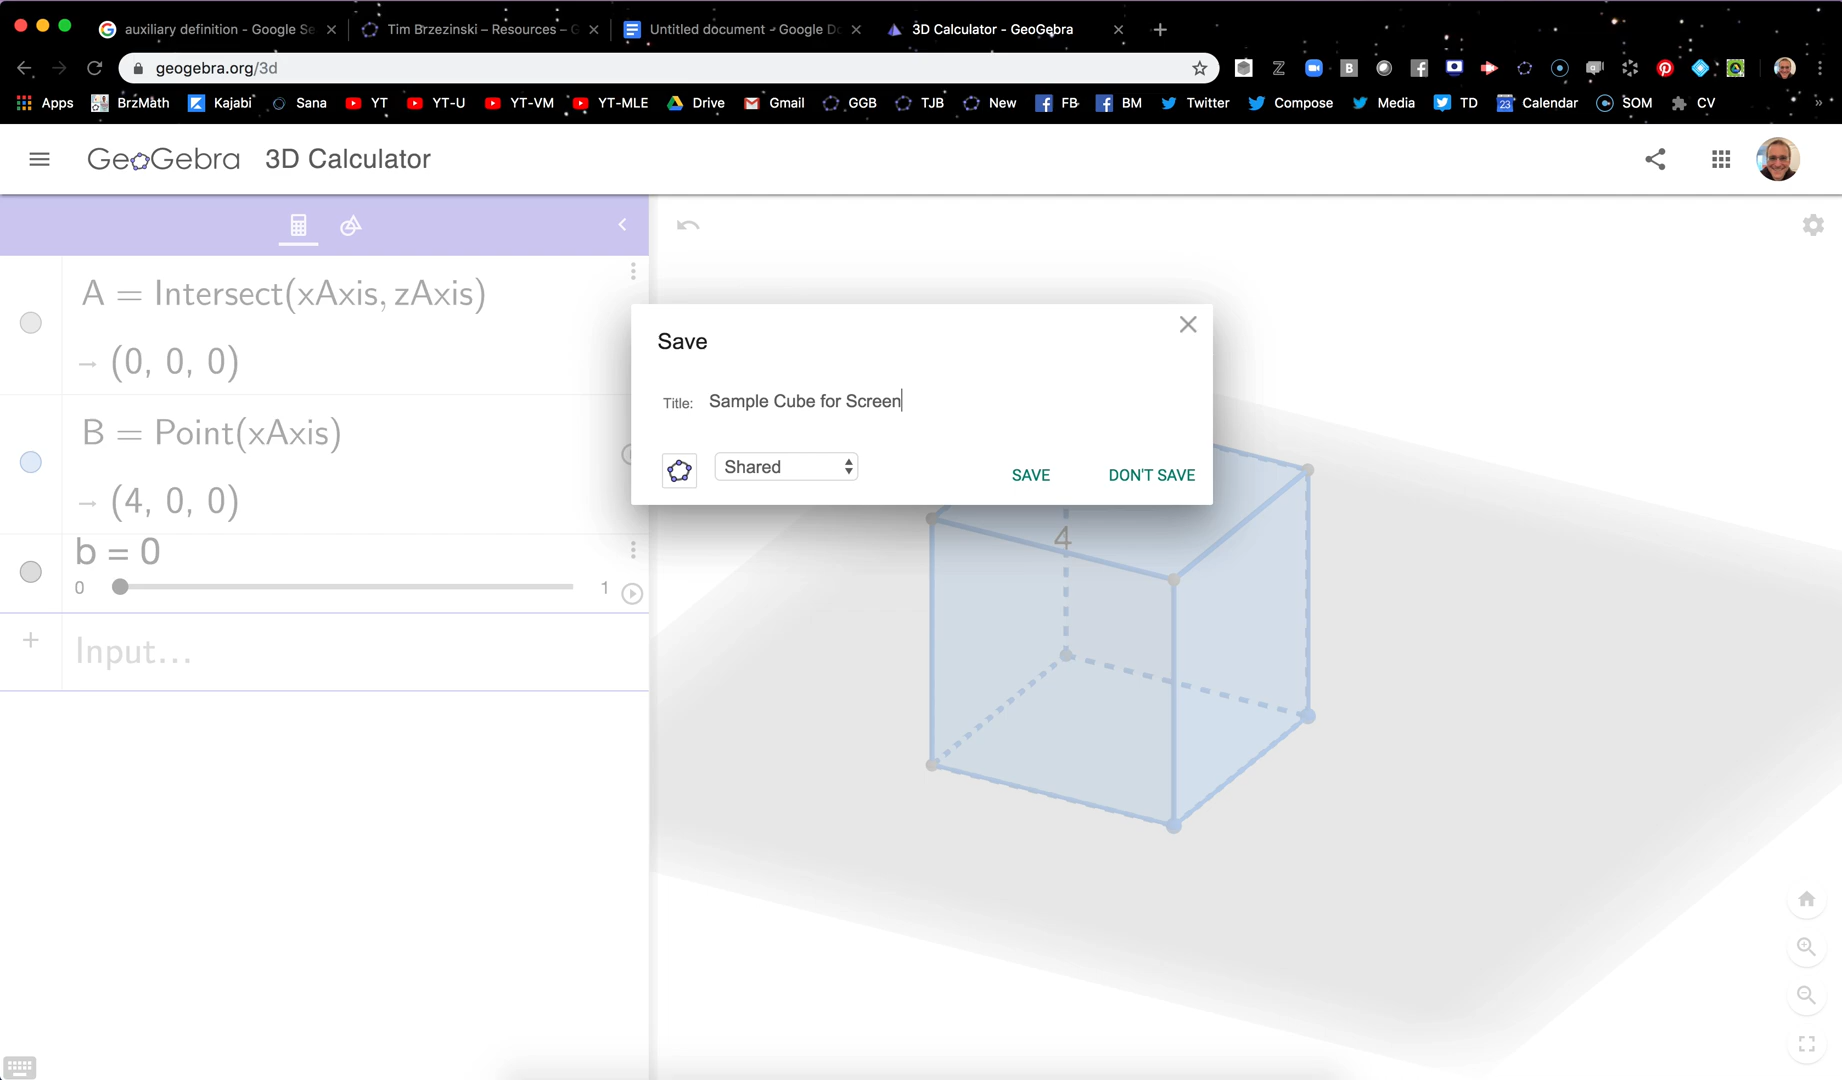 auxiliary definition - Google Se
Tim Brzezinski – Resources – G
Untitled document - Google Do
3D Calculator - GeoGebra
geogebra.org/3d
Apps BrzMath Kajabi Sana YT YT-U YT-VM YT-MLE Drive Gmail GGB TJB New FB BM Twitter Compose Media TD Calendar SOM CV »
GeoGebra 3D Calculator
A = Intersect(xAxis, zAxis)
→ (0, 0, 0)
B = Point(xAxis)
→ (4, 0, 0)
b = 0
0 1
Input…
Save
Title: Sample Cube for Screen
Shared
SAVE DON'T SAVE
4